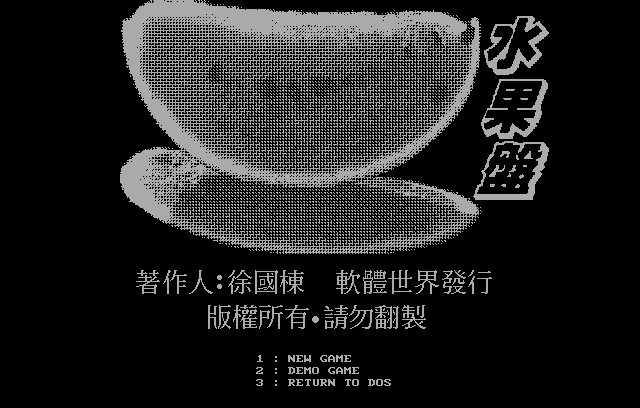 水果盤
著作人:徐國棟　軟體世界發行
版權所有•請勿翻製
1 : NEW GAME
2 : DEMO GAME
3 : RETURN TO DOS